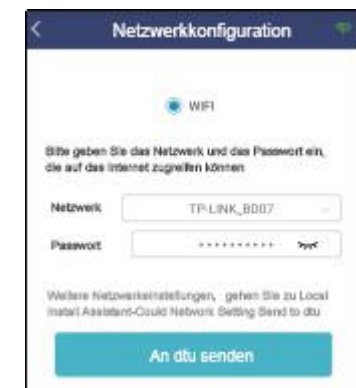 Netzwerkkonfiguration
WIFI
Bitte geben Sie das Netzwerk und das Passwort ein,
die auf das Internet zugreifen können
Netzwerk TP-LINK_BD07
Passwort **********
Weitere Netzwerkeinstellungen, gehen Sie zu Local
Install Assistant-Could Network Setting Send to dtu
An dtu senden